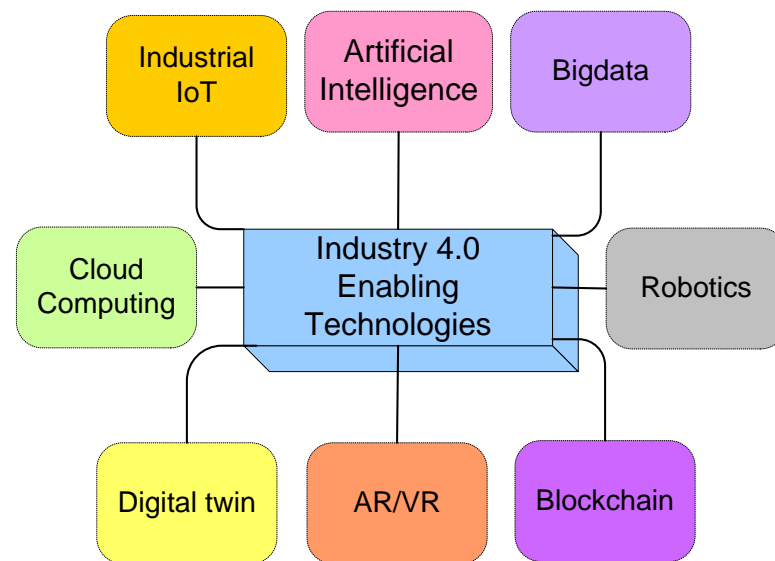 Industrial
IoT
Artificial
Intelligence
Bigdata
Cloud
Computing
Industry 4.0
Enabling
Technologies
Robotics
Digital twin
AR/VR
Blockchain